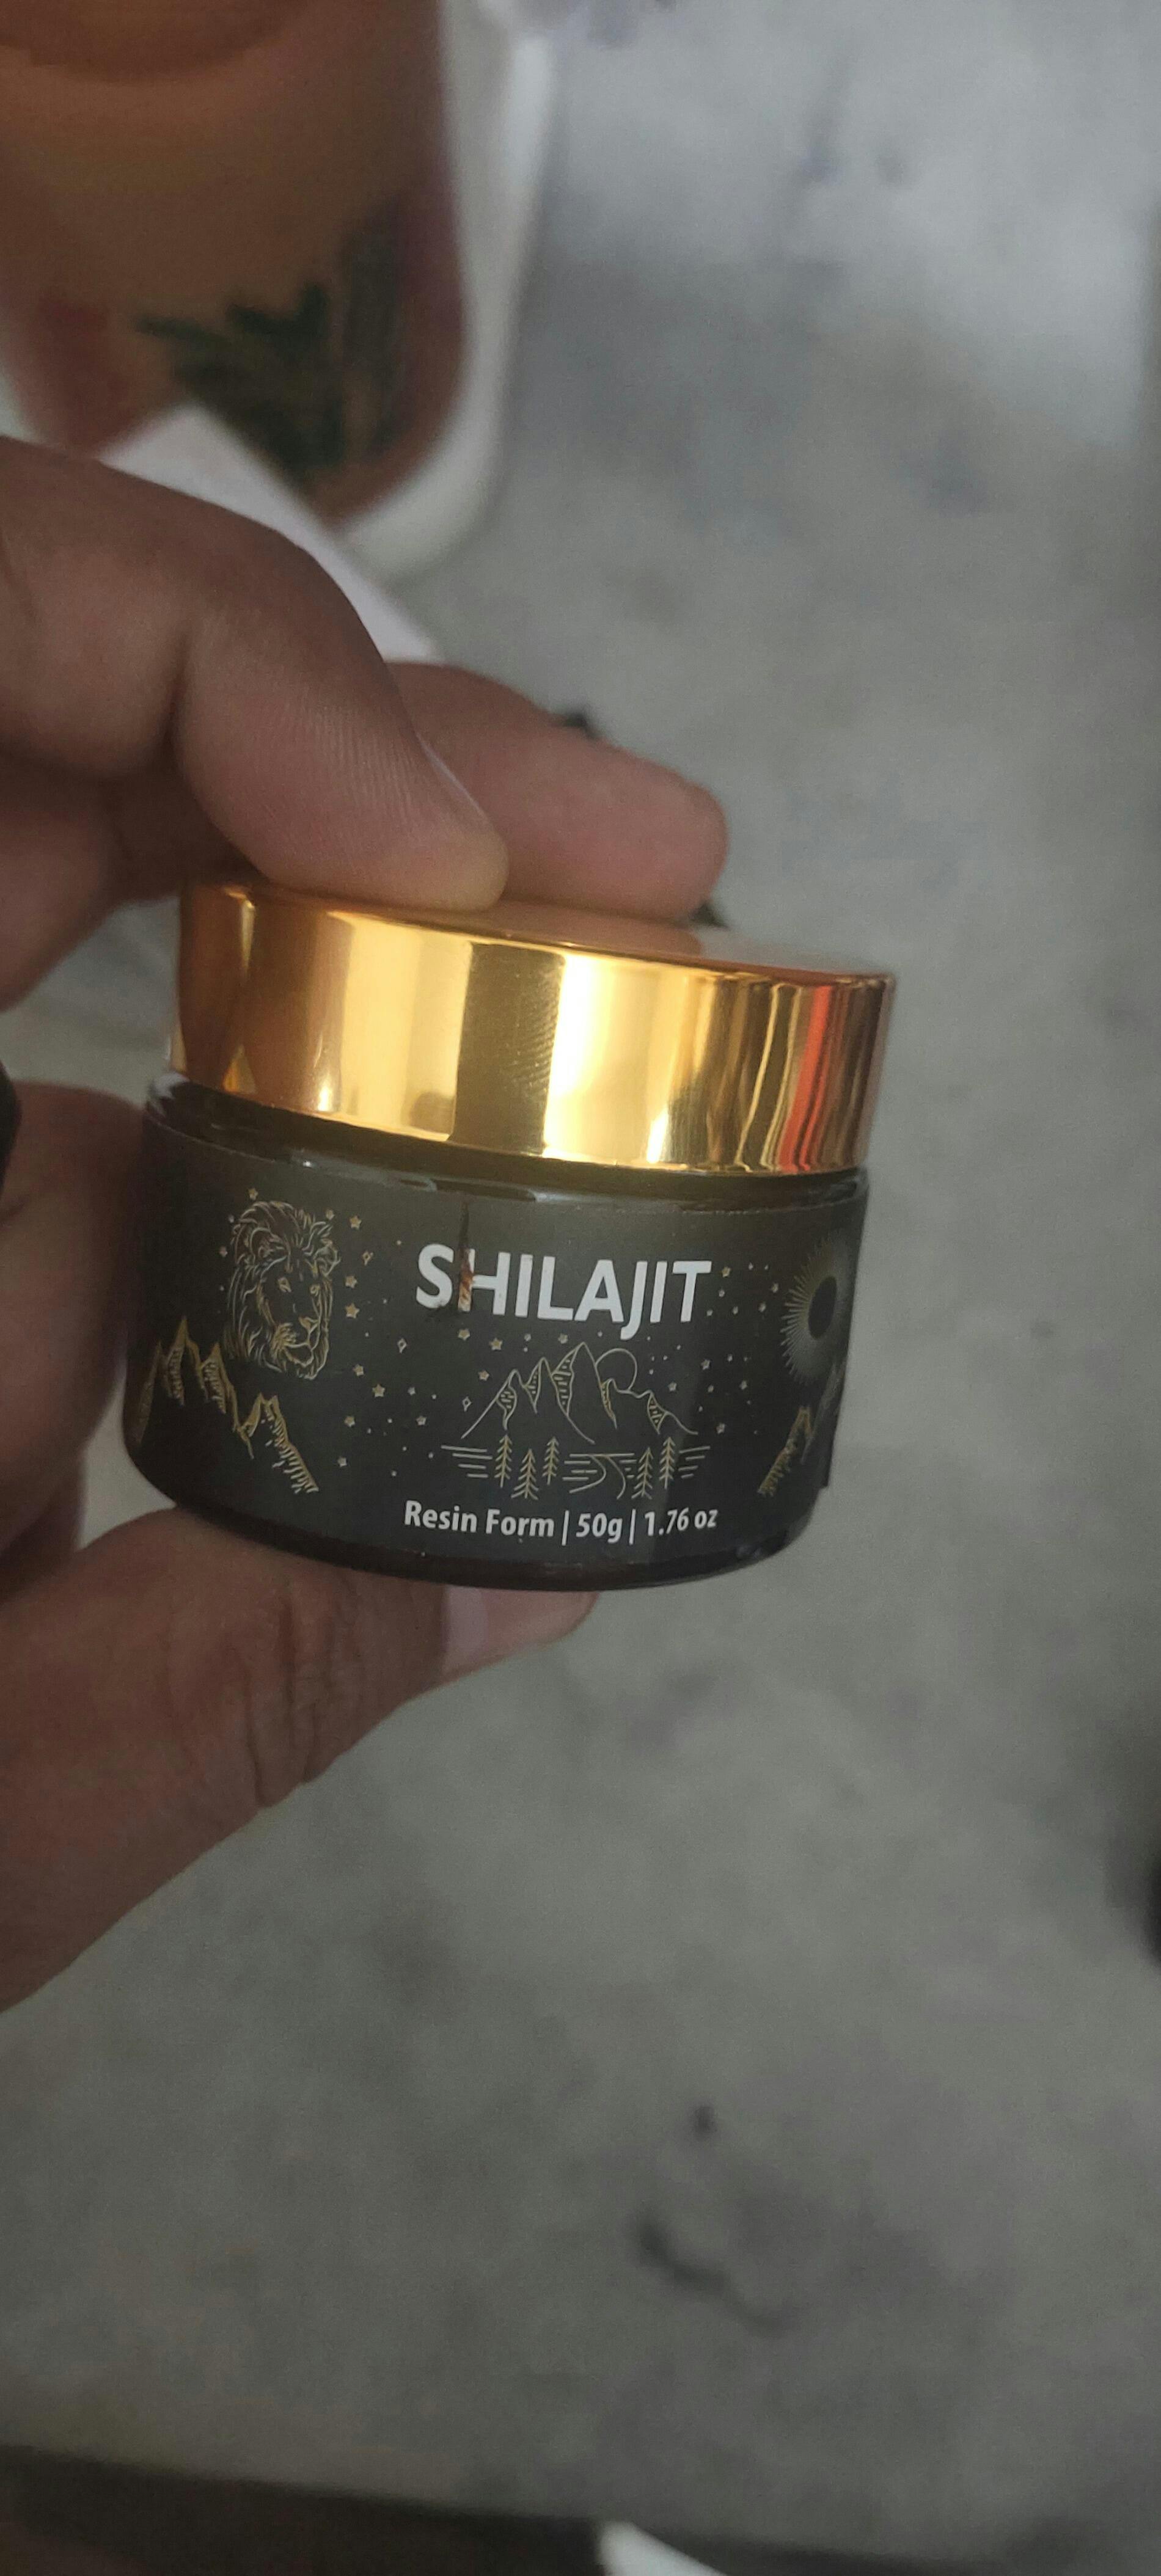 SHILAJIT
Resin Form | 50g | 1.76 oz